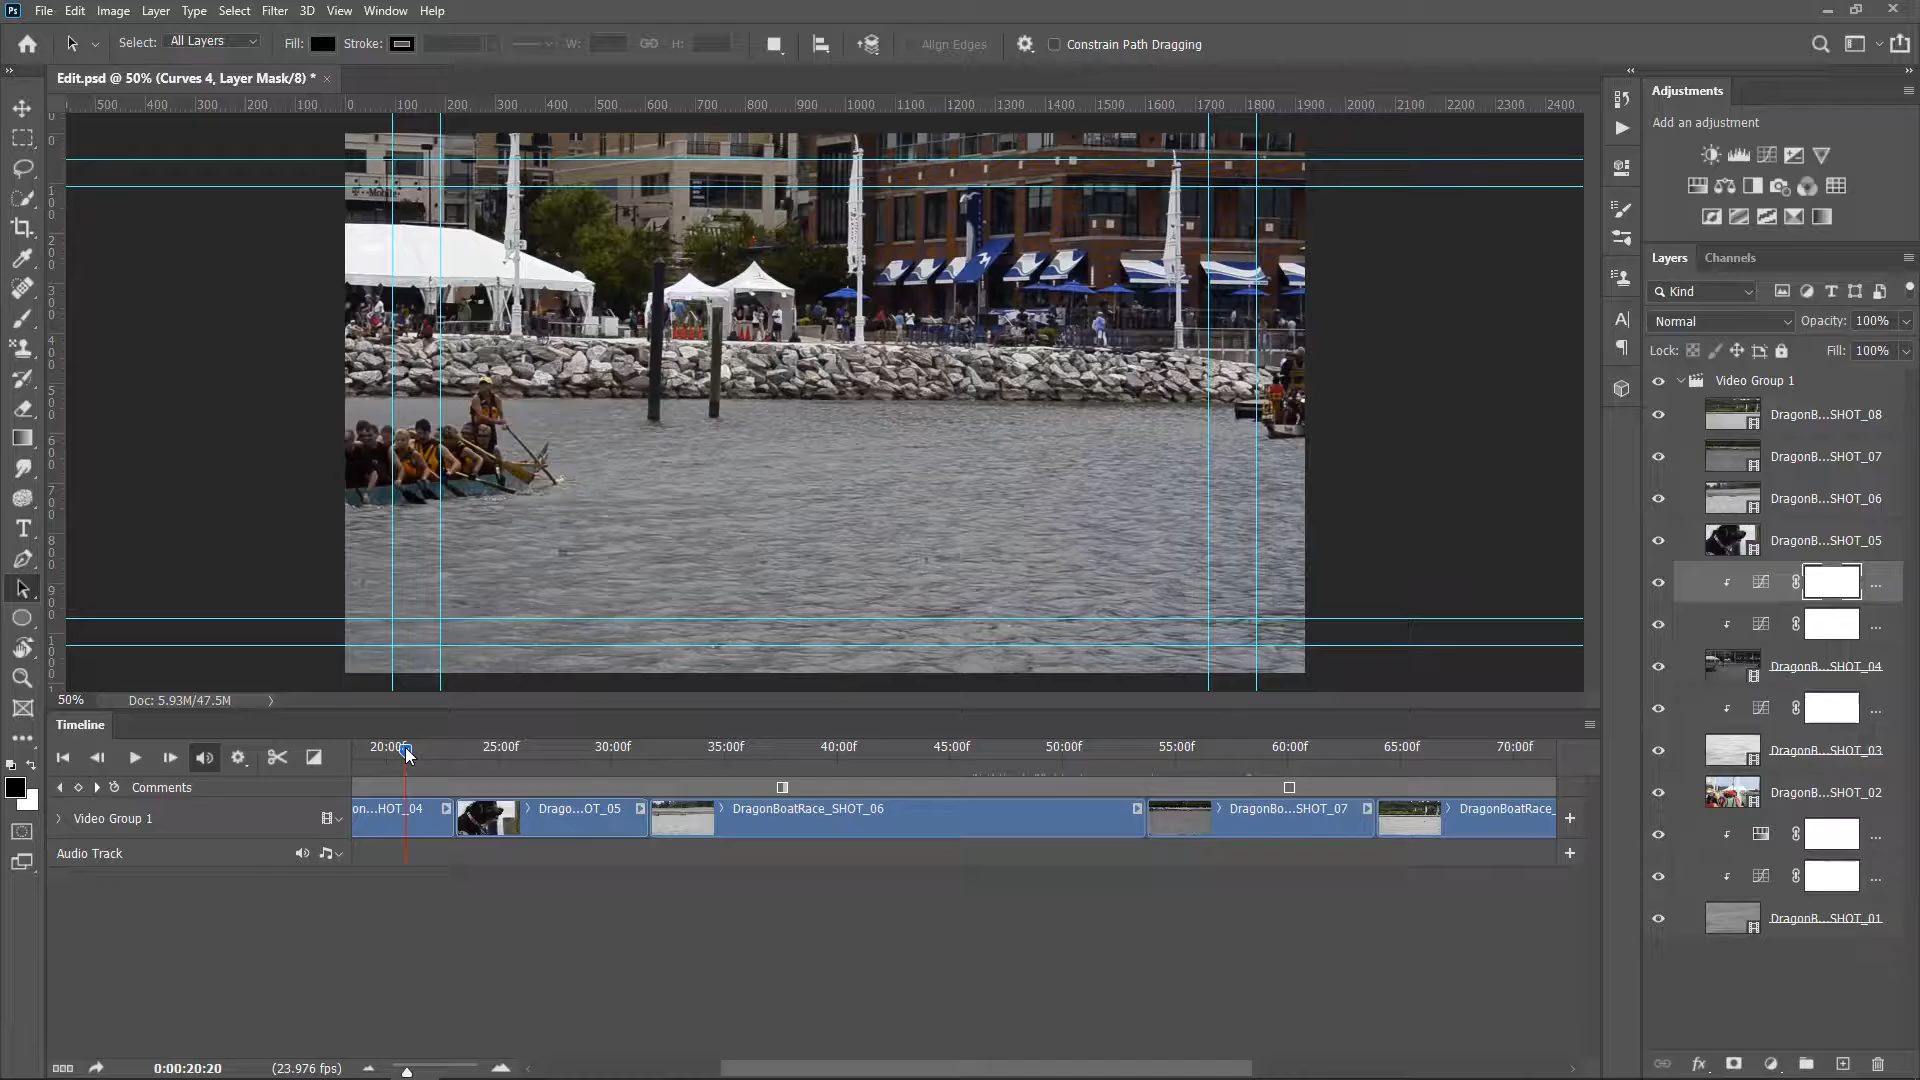 Ps File Edit Image Layer Type Select Filter 3D View Window Help
Select: All Layers Fill: Stroke: W: H: Align Edges Constrain Path Dragging
Edit.psd @ 50% (Curves 4, Layer Mask/8) * ×
500 400 300 200 100 0 100 200 300 400 500 600 700 800 900 1000 1100 1200 1300 1400 1500 1600 1700 1800 1900 2000 2100 2200 2300 2400
50% Doc: 5.93M/47.5M
Timeline
20:00f 25:00f 30:00f 35:00f 40:00f 45:00f 50:00f 55:00f 60:00f 65:00f 70:00f
Comments
Video Group 1 on...HOT_04 Drago...OT_05 DragonBoatRace_SHOT_06 DragonBo...SHOT_07 DragonBoatRace_
Audio Track
0:00:20:20 (23.976 fps)
Adjustments
Add an adjustment
Layers Channels
Kind
Normal Opacity: 100%
Lock: Fill: 100%
Video Group 1
DragonB...SHOT_08
DragonB...SHOT_07
DragonB...SHOT_06
DragonB...SHOT_05
...
...
DragonB...SHOT_04
...
DragonB...SHOT_03
DragonB...SHOT_02
...
...
DragonB...SHOT_01
fx